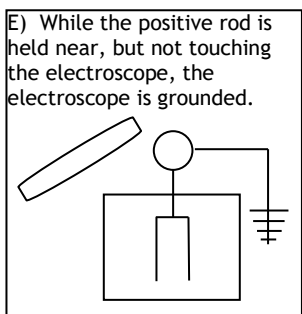 E) While the positive rod is
held near, but not touching
the electroscope, the
electroscope is grounded.